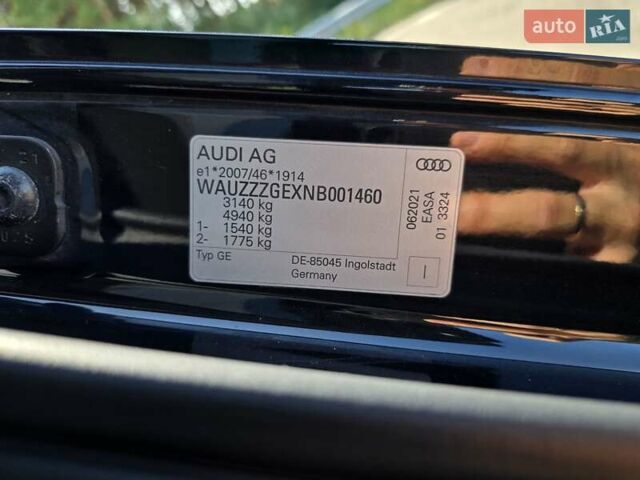 auto RIA
AUDI AG
e1*2007/46*1914
WAUZZZGEXNB001460
3140 kg
4940 kg
1- 1540 kg
2- 1775 kg
Typ GE
DE-85045 Ingolstadt
Germany
I
062021
EASA
01 3324